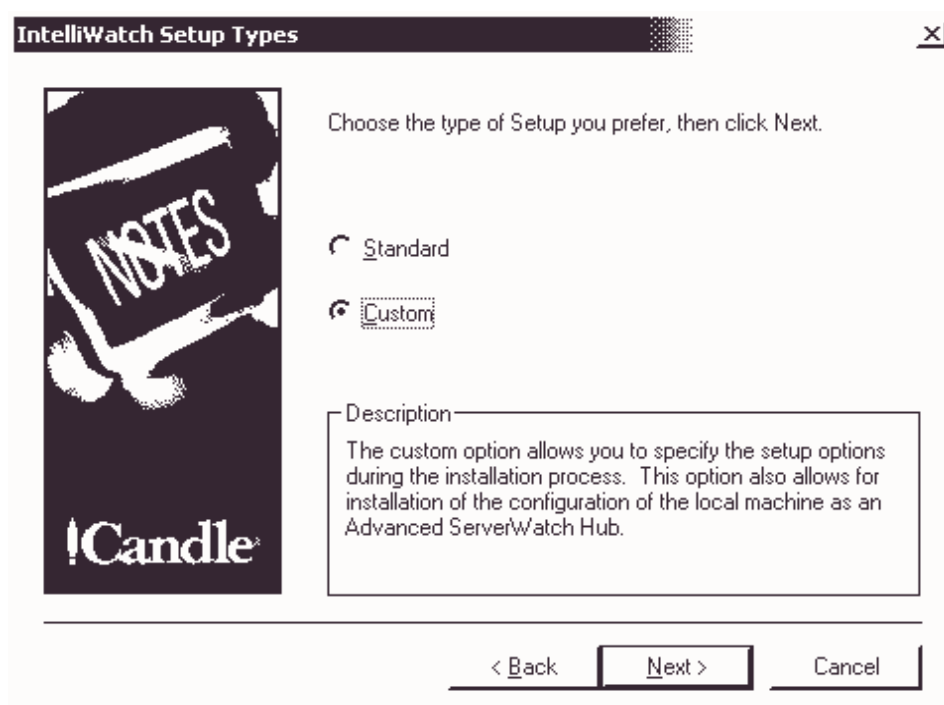 IntelliWatch Setup Types
Choose the type of Setup you prefer, then click Next.
NOTES
Standard
Custom
Description
The custom option allows you to specify the setup options
during the installation process. This option also allows for
installation of the configuration of the local machine as an
Advanced ServerWatch Hub.
!Candle
< Back
Next >
Cancel